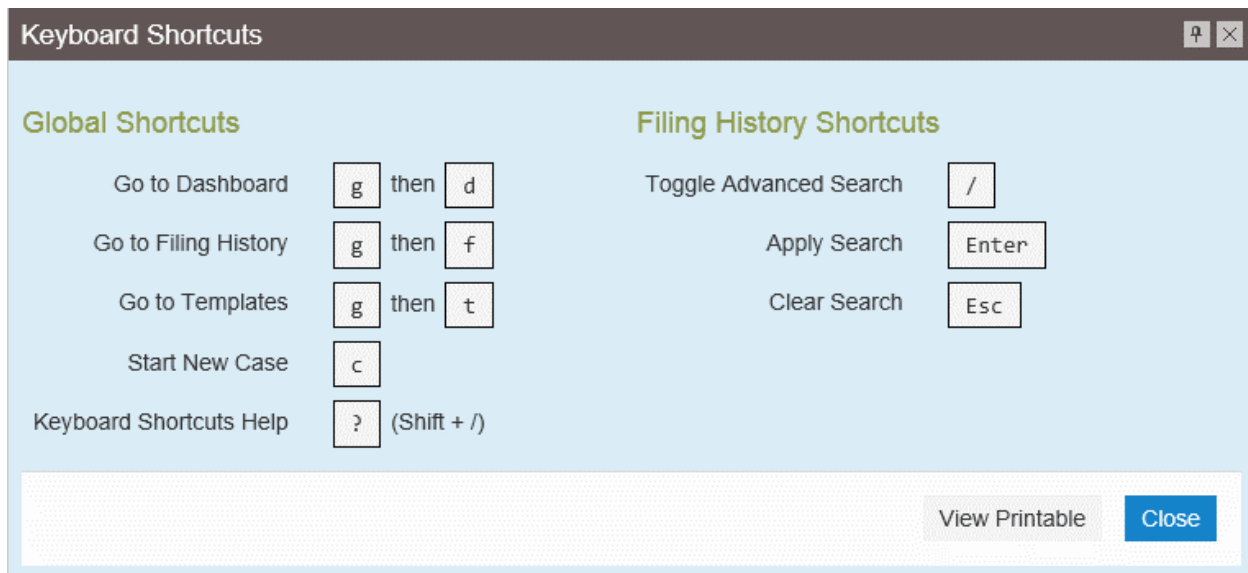 Keyboard Shortcuts
Global Shortcuts
Go to Dashboard g then d
Go to Filing History g then f
Go to Templates g then t
Start New Case c
Keyboard Shortcuts Help ? (Shift + /)
Filing History Shortcuts
Toggle Advanced Search /
Apply Search Enter
Clear Search Esc
View Printable Close